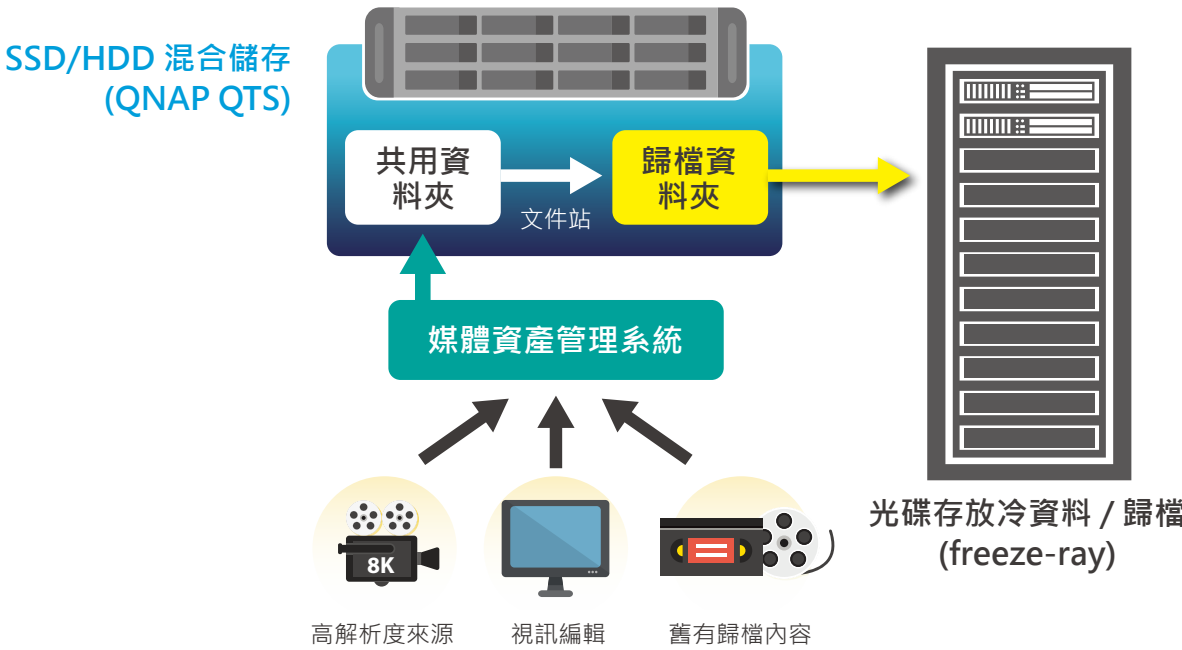 SSD/HDD 混合儲存
(QNAP QTS)
共用資
料夾
文件站
歸檔資
料夾
媒體資產管理系統
8K
高解析度來源
視訊編輯
舊有歸檔內容
光碟存放冷資料 / 歸檔
(freeze-ray)